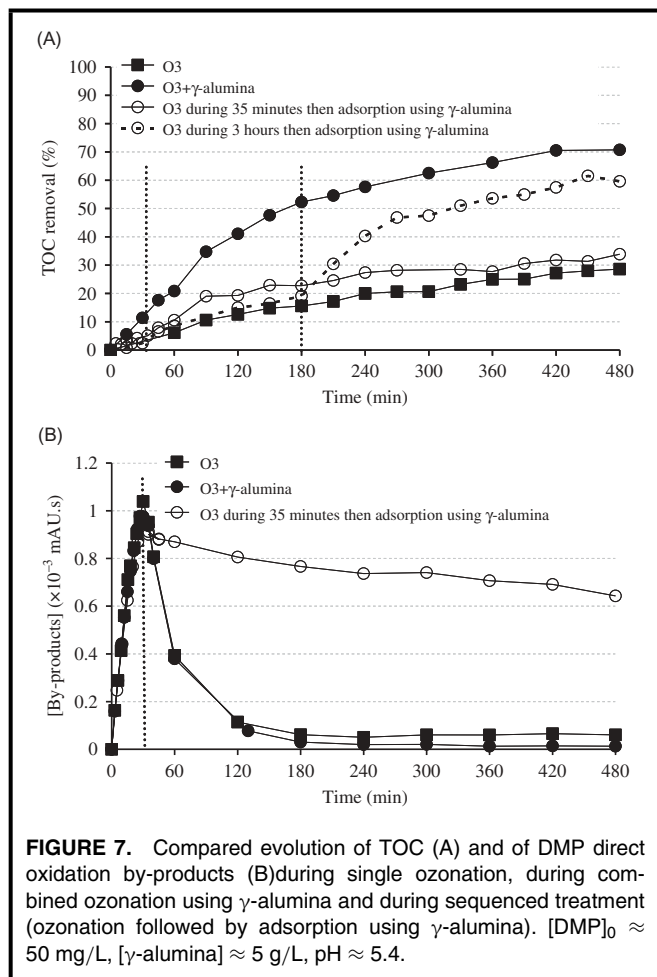 (A)
100
90
80
70
60
50
40
30
20
10
0
TOC removal (%)
O3
O3+γ-alumina
O3 during 35 minutes then adsorption using γ-alumina
O3 during 3 hours then adsorption using γ-alumina
0 60 120 180 240 300 360 420 480
Time (min)
(B)
1.2
1
0.8
0.6
0.4
0.2
0
[By-products] (×10⁻³ mAU.s)
O3
O3+γ-alumina
O3 during 35 minutes then adsorption using γ-alumina
0 60 120 180 240 300 360 420 480
Time (min)
FIGURE 7. Compared evolution of TOC (A) and of DMP direct
oxidation by-products (B)during single ozonation, during com-
bined ozonation using γ-alumina and during sequenced treatment
(ozonation followed by adsorption using γ-alumina). [DMP]₀ ≈
50 mg/L, [γ-alumina] ≈ 5 g/L, pH ≈ 5.4.